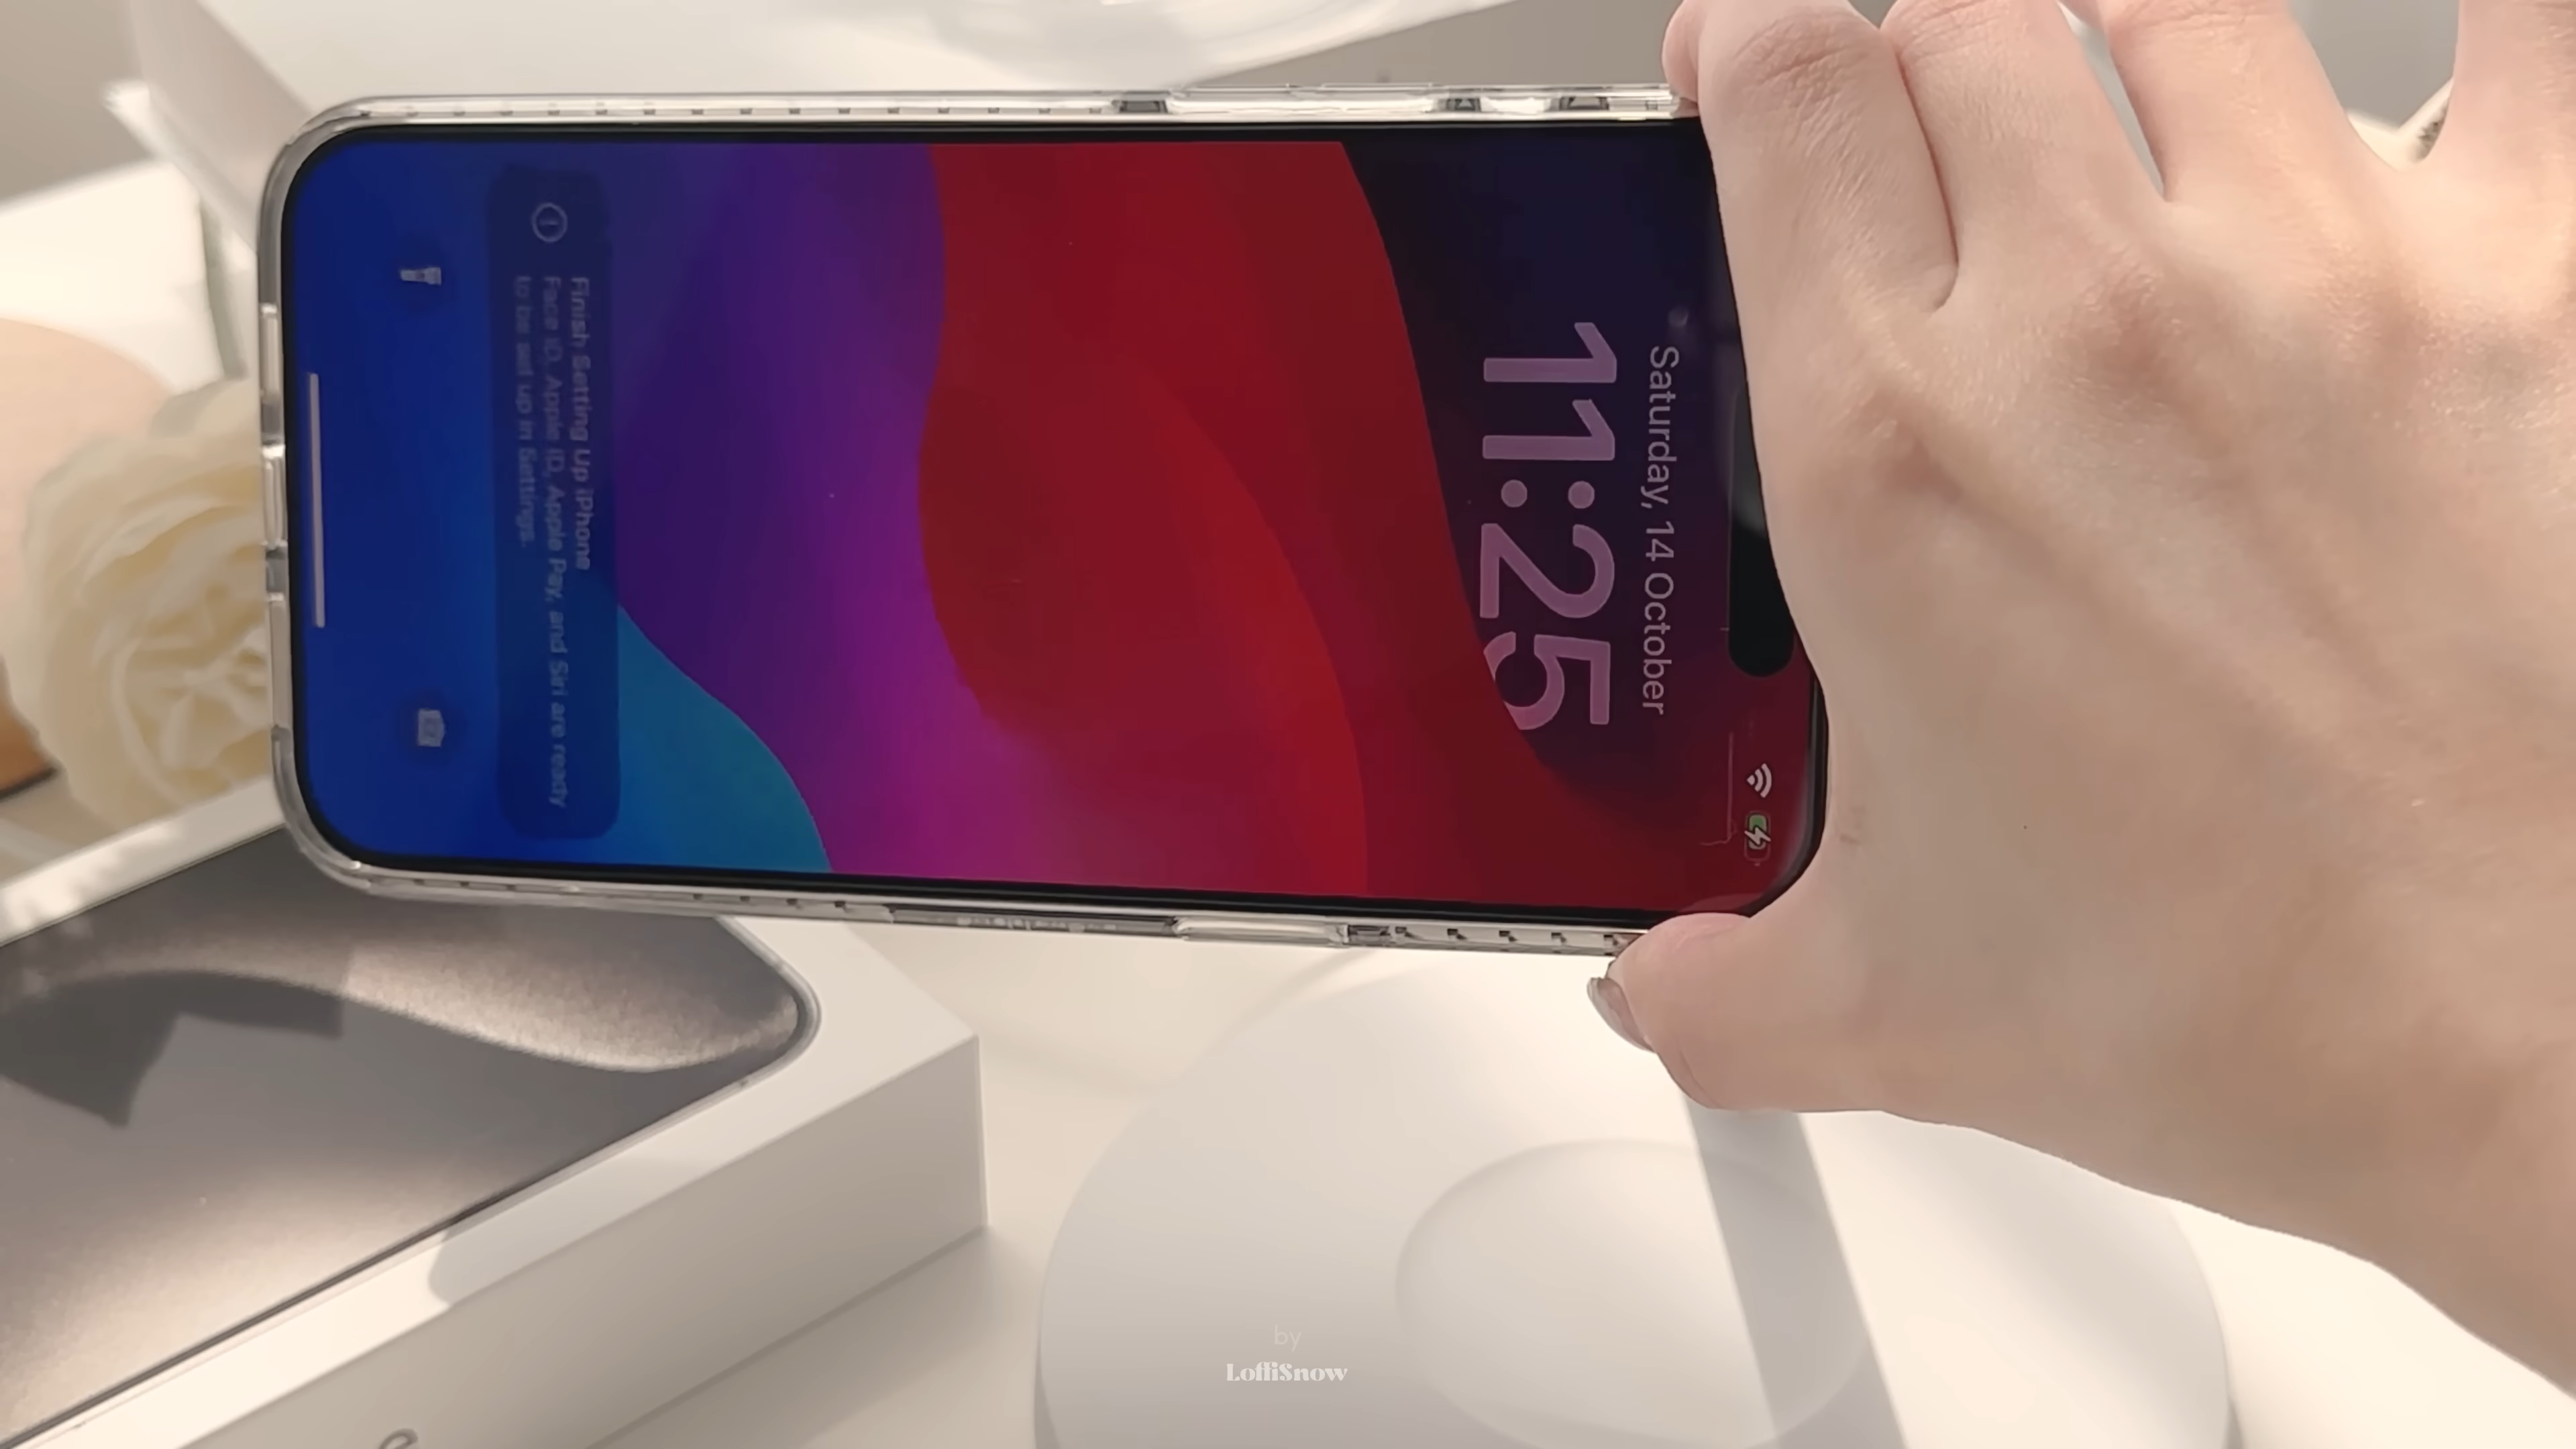 Saturday, 14 October
11:25
Finish Setting Up iPhone
Face ID, Apple ID, Apple Pay, and Siri are ready
to be set up in Settings.
e
by
LoffiSnow